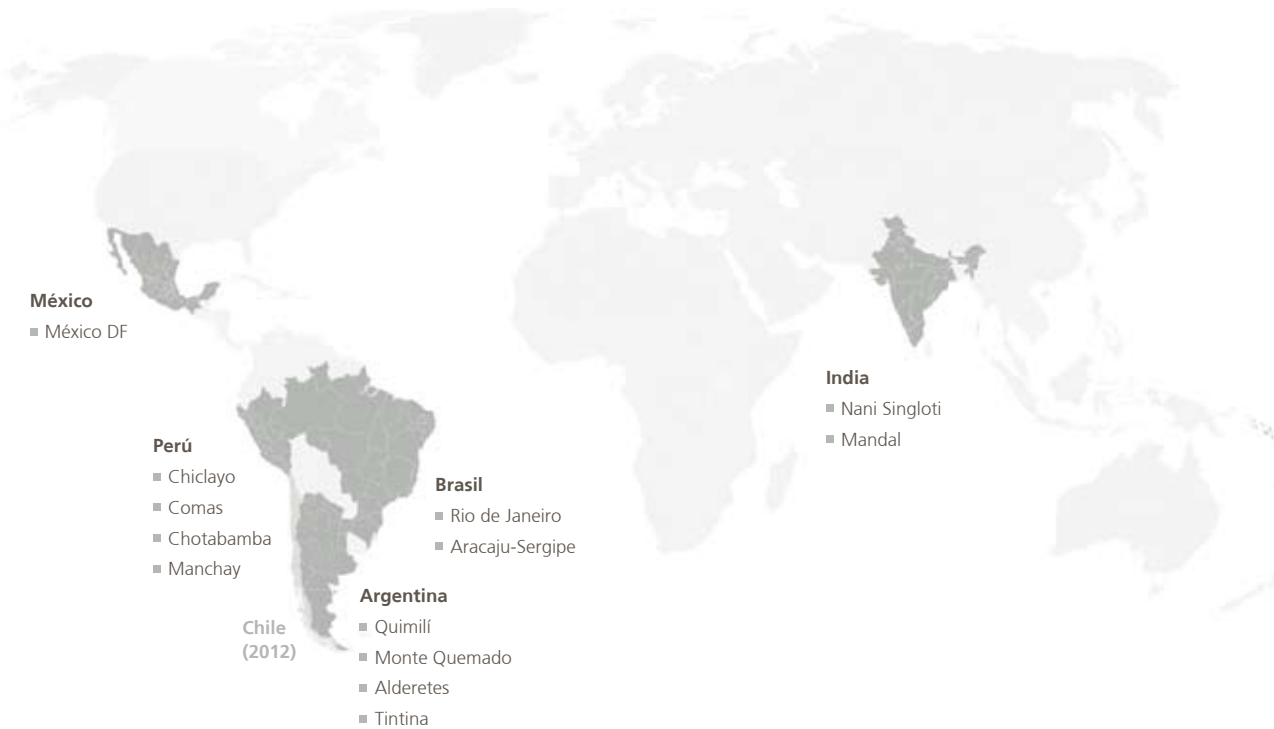 México
México DF
Perú
Chiclayo
Comas
Chotabamba
Manchay
Brasil
Rio de Janeiro
Aracaju-Sergipe
Chile
(2012)
Argentina
Quimilí
Monte Quemado
Alderetes
Tintina
India
Nani Singloti
Mandal